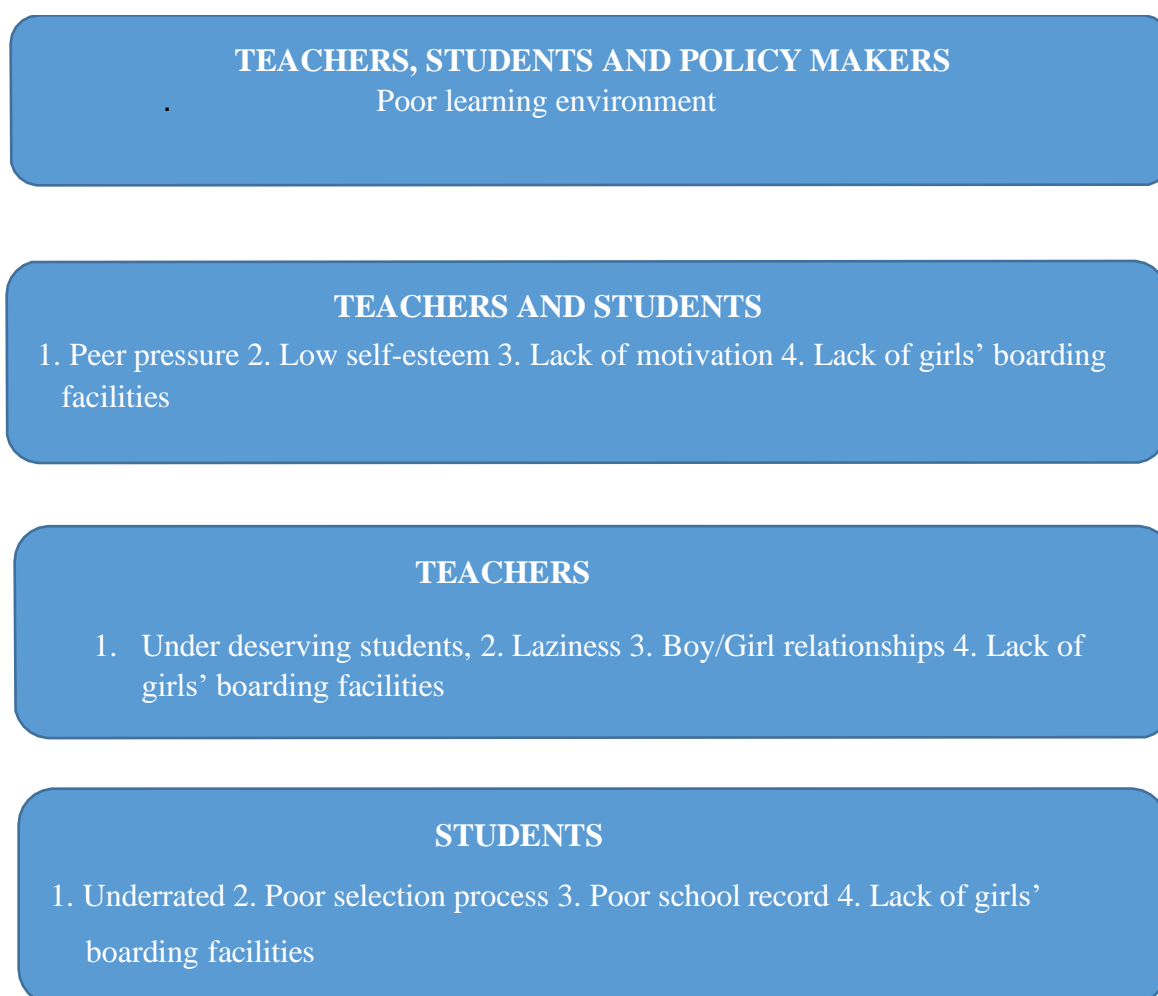 TEACHERS, STUDENTS AND POLICY MAKERS
. Poor learning environment
TEACHERS AND STUDENTS
1. Peer pressure 2. Low self-esteem 3. Lack of motivation 4. Lack of girls’ boarding
facilities
TEACHERS
1. Under deserving students, 2. Laziness 3. Boy/Girl relationships 4. Lack of
girls’ boarding facilities
STUDENTS
1. Underrated 2. Poor selection process 3. Poor school record 4. Lack of girls’
boarding facilities